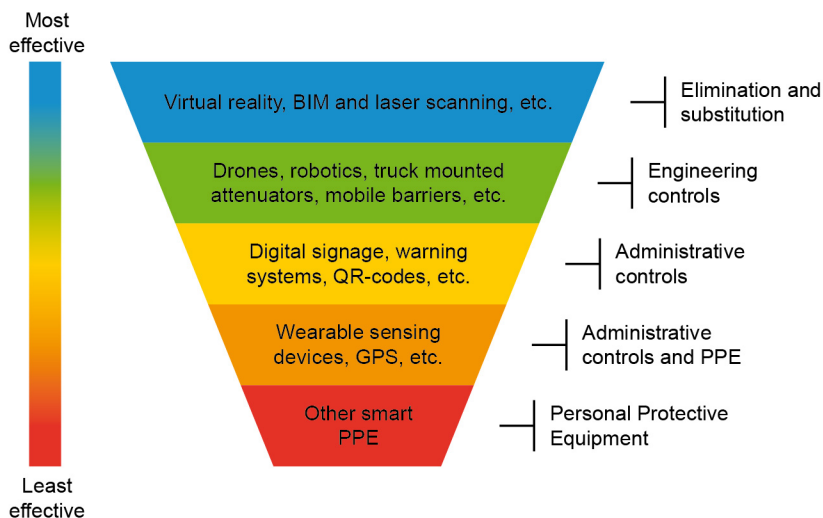 Most
effective
Virtual reality, BIM and laser scanning, etc.
Elimination and
substitution
Drones, robotics, truck mounted
attenuators, mobile barriers, etc.
Engineering
controls
Digital signage, warning
systems, QR-codes, etc.
Administrative
controls
Wearable sensing
devices, GPS, etc.
Administrative
controls and PPE
Other smart
PPE
Personal Protective
Equipment
Least
effective